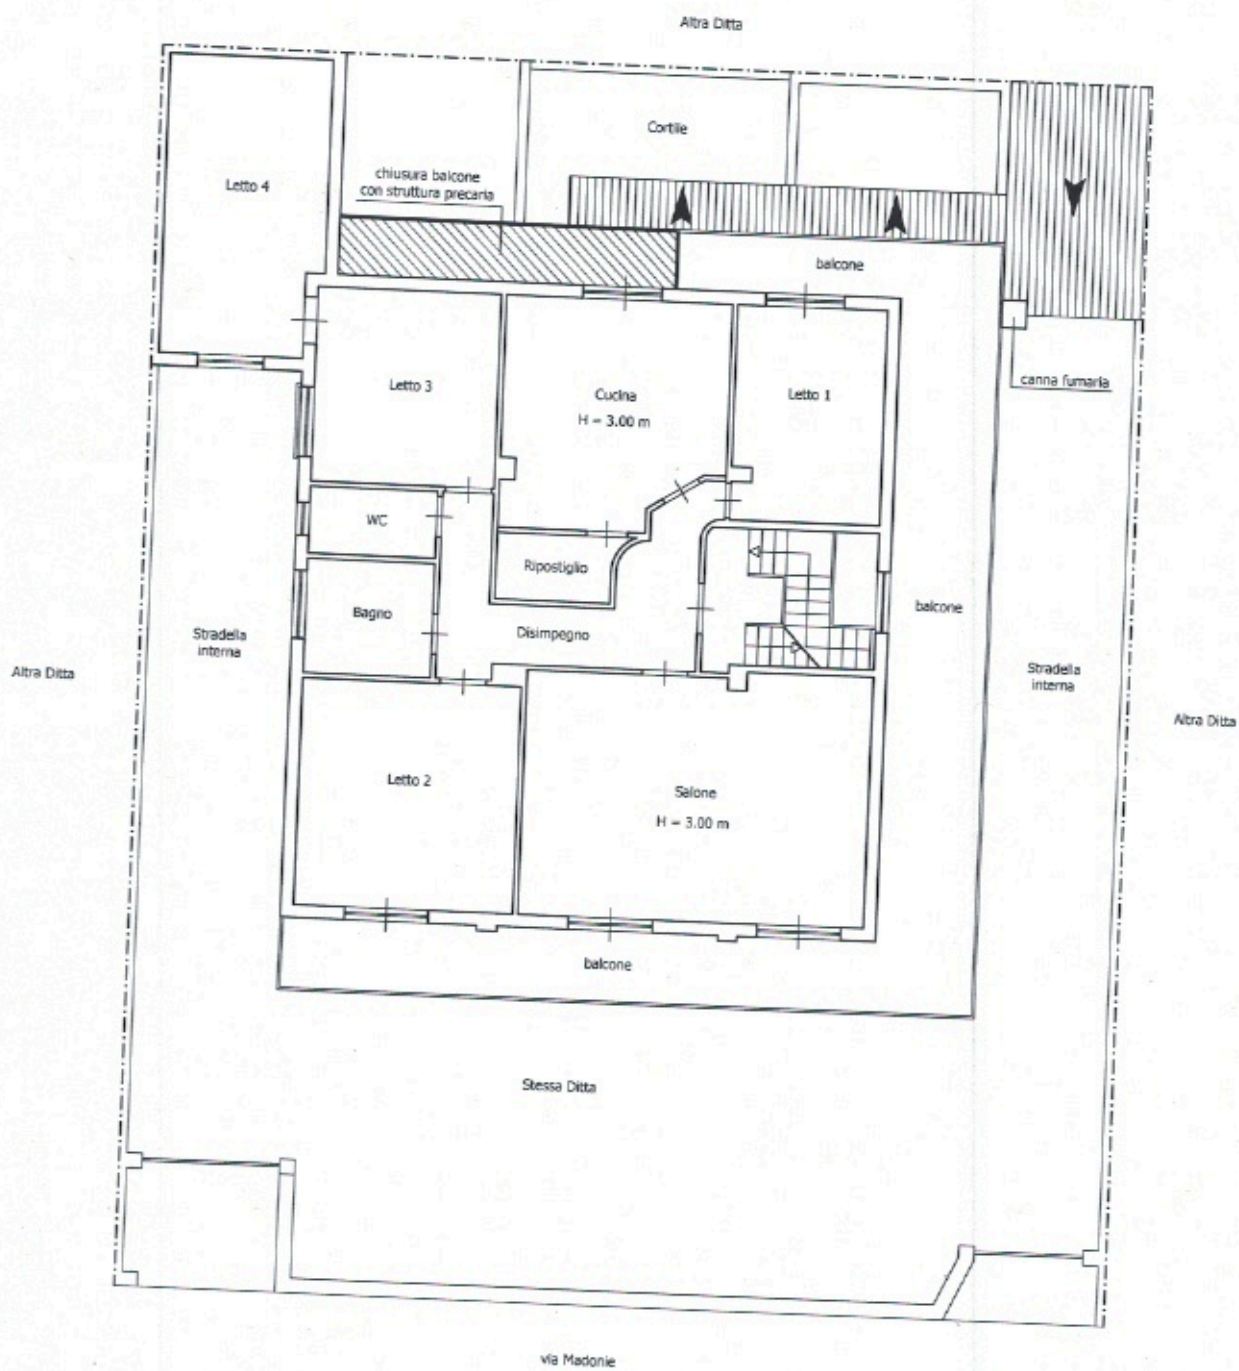 Altra Ditta
Cortile
Letto 4
chiusura balcone
con struttura precaria
balcone
Letto 3
Cucina
H = 3.00 m
Letto 1
canna fumaria
WC
Ripostiglio
Bagno
Disimpegno
balcone
Stradella
interna
Altra Ditta
Stradella
interna
Altra Ditta
Letto 2
Salone
H = 3.00 m
balcone
Stessa Ditta
via Madonie